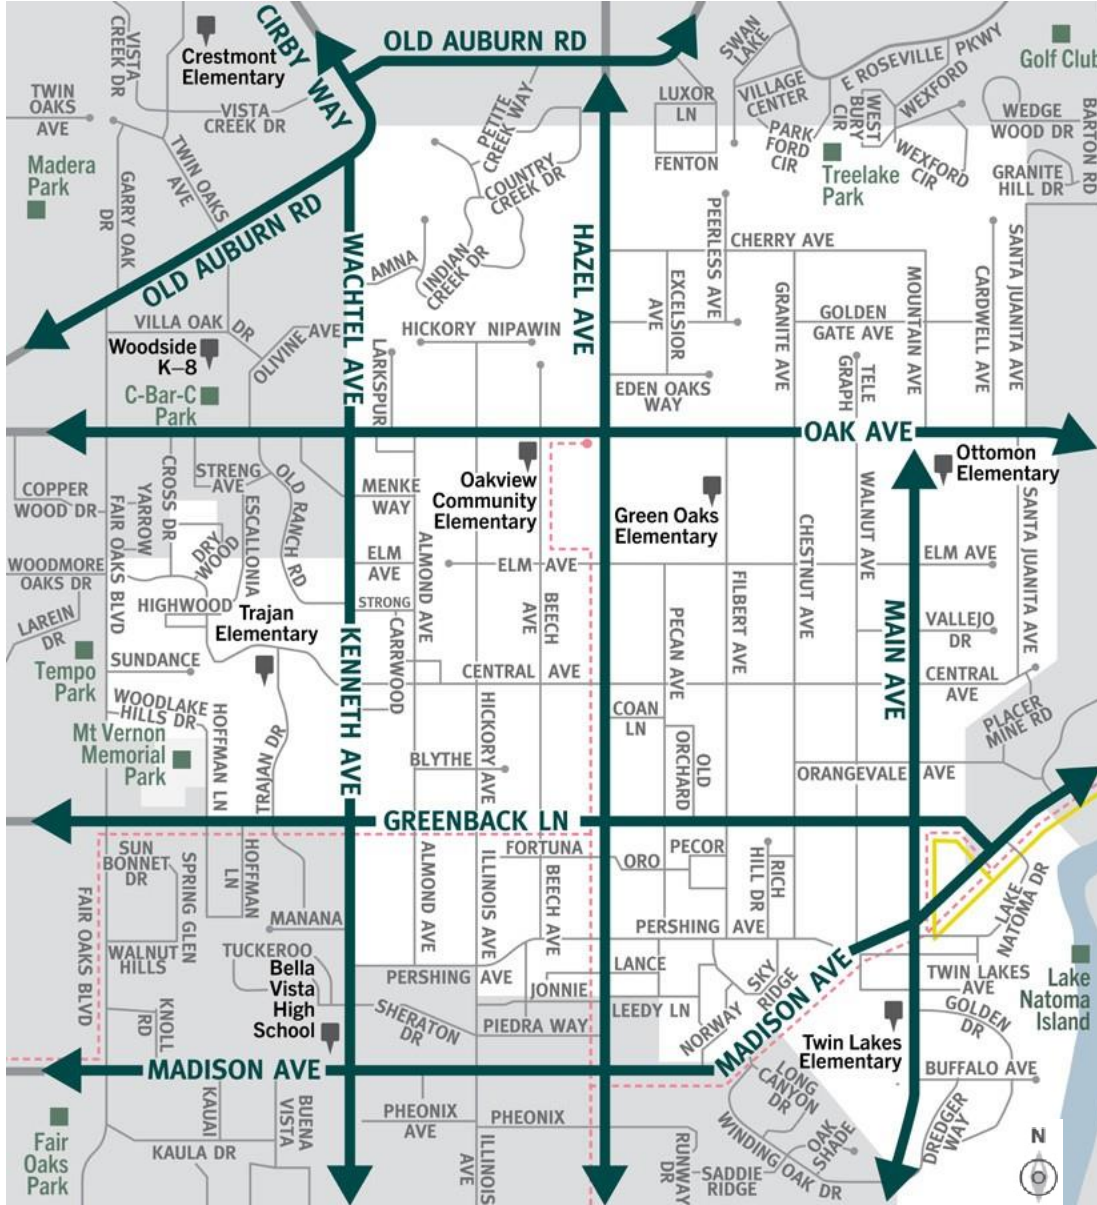 CIRBY WAY
OLD AUBURN RD
VISTA
CREEK DR
Crestmont
Elementary
SWAN
LAKE
E ROSEVILLE PKWY
Golf Club
TWIN
OAKS
AVE
VISTA
CREEK DR
PETITE
CREEK WAY
LUXOR
LN
VILLAGE
CENTER
WEST
BURY
CIR
WEXFORD
WEDGE
WOOD DR
BARTON RD
Madera
Park
TWIN OAKS
AVE
GARRY OAK
DR
COUNTRY
CREEK DR
FENTON
PARK
FORD
CIR
Treelake
Park
WEXFORD
CIR
GRANITE
HILL DR
OLD AUBURN RD
WACHTEL AVE
AMNA
INDIAN
CREEK DR
HAZEL AVE
PEERLESS AVE
CHERRY AVE
EXCELSIOR
AVE
GRANITE AVE
GOLDEN
GATE AVE
MOUNTAIN AVE
CARDWELL AVE
SANTA JUANITA AVE
VILLA OAK DR
OLIVINE AVE
HICKORY
NIPAWIN
LARKSPUR
Woodside
K–8
C-Bar-C
Park
EDEN OAKS
WAY
TELE
GRAPH
OAK AVE
COPPER
WOOD DR
YARROW
CROSS DR
STRENG
AVE
OLD RANCH RD
MENKE
WAY
Oakview
Community
Elementary
Green Oaks
Elementary
Ottomon
Elementary
FAIR OAKS BLVD
DRY
WOOD
ESCALLONIA
ALMOND AVE
CHESTNUT AVE
WALNUT AVE
SANTA JUANITA AVE
WOODMORE
OAKS DR
ELM
AVE
ELM AVE
ELM AVE
LAREIN
DR
HIGHWOOD
Trajan
Elementary
STRONG
CARRWOOD
BEECH
AVE
PECAN AVE
FILBERT AVE
MAIN AVE
VALLEJO
DR
Tempo
Park
SUNDANCE
KENNETH AVE
CENTRAL AVE
CENTRAL
AVE
WOODLAKE
HILLS DR
HOFFMAN LN
TRAJAN DR
HICKORY AVE
COAN
LN
OLD
ORCHARD
PLACER
MINE RD
Mt Vernon
Memorial
Park
BLYTHE
ORANGEVALE AVE
GREENBACK LN
SUN
BONNET
DR
SPRING GLEN
HOFFMAN
LN
ALMOND AVE
ILLINOIS AVE
FORTUNA
BEECH AVE
ORO
PECOR
RICH
HILL DR
LAKE
NATOMA DR
FAIR OAKS BLVD
MANANA
PERSHING AVE
WALNUT
HILLS
TUCKEROO
Bella
Vista
High
School
PERSHING AVE
LANCE
SKY
RIDGE
TWIN LAKES
AVE
Lake
Natoma
Island
KNOLL
RD
SHERATON
DR
JONNIE
LEEDY LN
PIEDRA WAY
NORWAY
MADISON AVE
GOLDEN
DR
Twin Lakes
Elementary
MADISON AVE
BUFFALO AVE
KAUAI
BUENA
VISTA
PHEONIX
AVE
PHEONIX
LONG
CANYON
DR
OAK
SHADE
DREDGER
WAY
N
Fair
Oaks
Park
KAULA DR
ILLINOIS
AVE
RUNWAY
DR
SADDIE
RIDGE
WINDING OAK DR